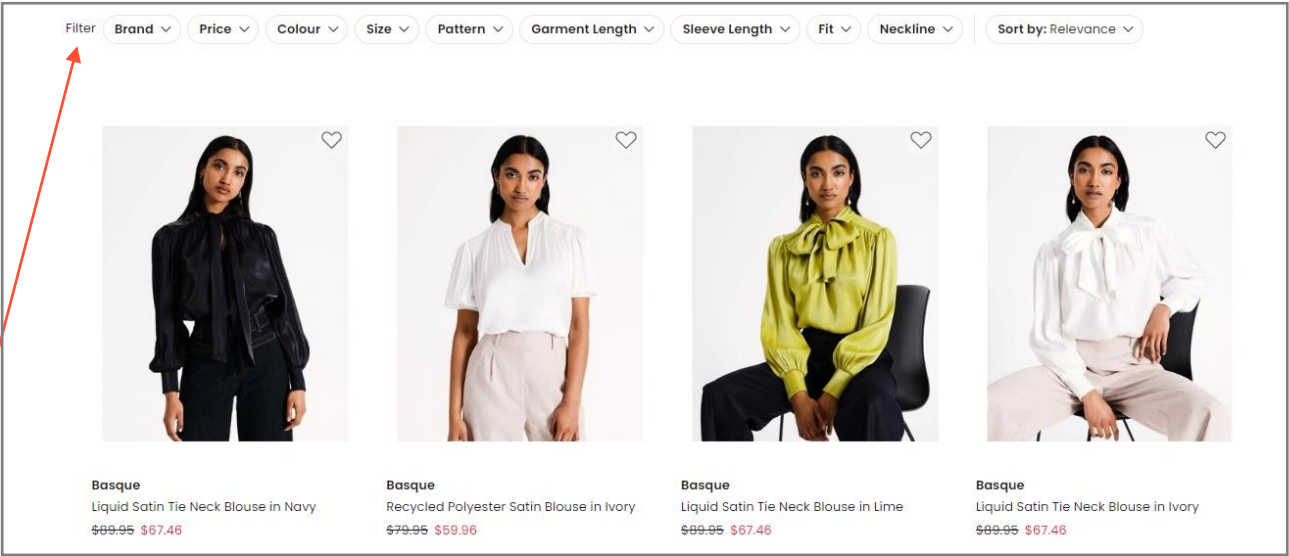 Filter Brand Price Colour Size Pattern Garment Length Sleeve Length Fit Neckline Sort by: Relevance
Basque
Liquid Satin Tie Neck Blouse in Navy
$89.95 $67.46
Basque
Recycled Polyester Satin Blouse in Ivory
$79.95 $59.96
Basque
Liquid Satin Tie Neck Blouse in Lime
$89.95 $67.46
Basque
Liquid Satin Tie Neck Blouse in Ivory
$89.95 $67.46